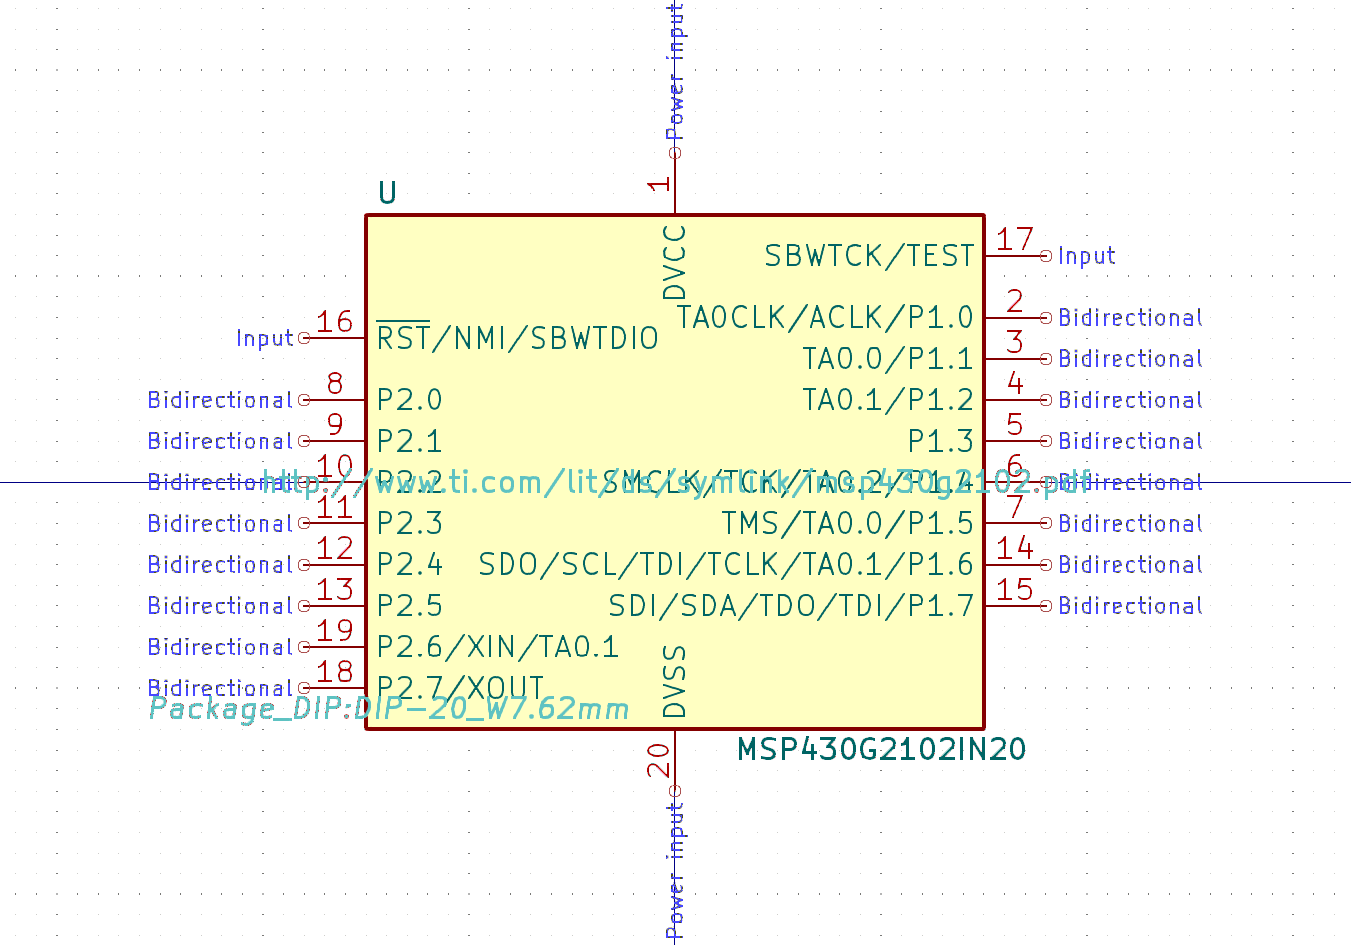 Power input
1
U
DVCC
17
SBWTCK/TEST
Input
2
TA0CLK/ACLK/P1.0
Bidirectional
Input
16
RST/NMI/SBWTDIO
3
TA0.0/P1.1
Bidirectional
Bidirectional
8
P2.0
4
TA0.1/P1.2
Bidirectional
Bidirectional
9
P2.1
5
P1.3
Bidirectional
Bidirectional
10
P2.2
http://www.ti.com/lit/ds/symlink/msp430g2102.pdf
SMCLK/TCK/TA0.2/P1.4
6
Bidirectional
Bidirectional
11
P2.3
7
TMS/TA0.0/P1.5
Bidirectional
Bidirectional
12
P2.4
14
SDO/SCL/TDI/TCLK/TA0.1/P1.6
Bidirectional
Bidirectional
13
P2.5
15
SDI/SDA/TDO/TDI/P1.7
Bidirectional
Bidirectional
19
P2.6/XIN/TA0.1
Bidirectional
18
P2.7/XOUT
DVSS
Package_DIP:DIP-20_W7.62mm
MSP430G2102IN20
20
Power input